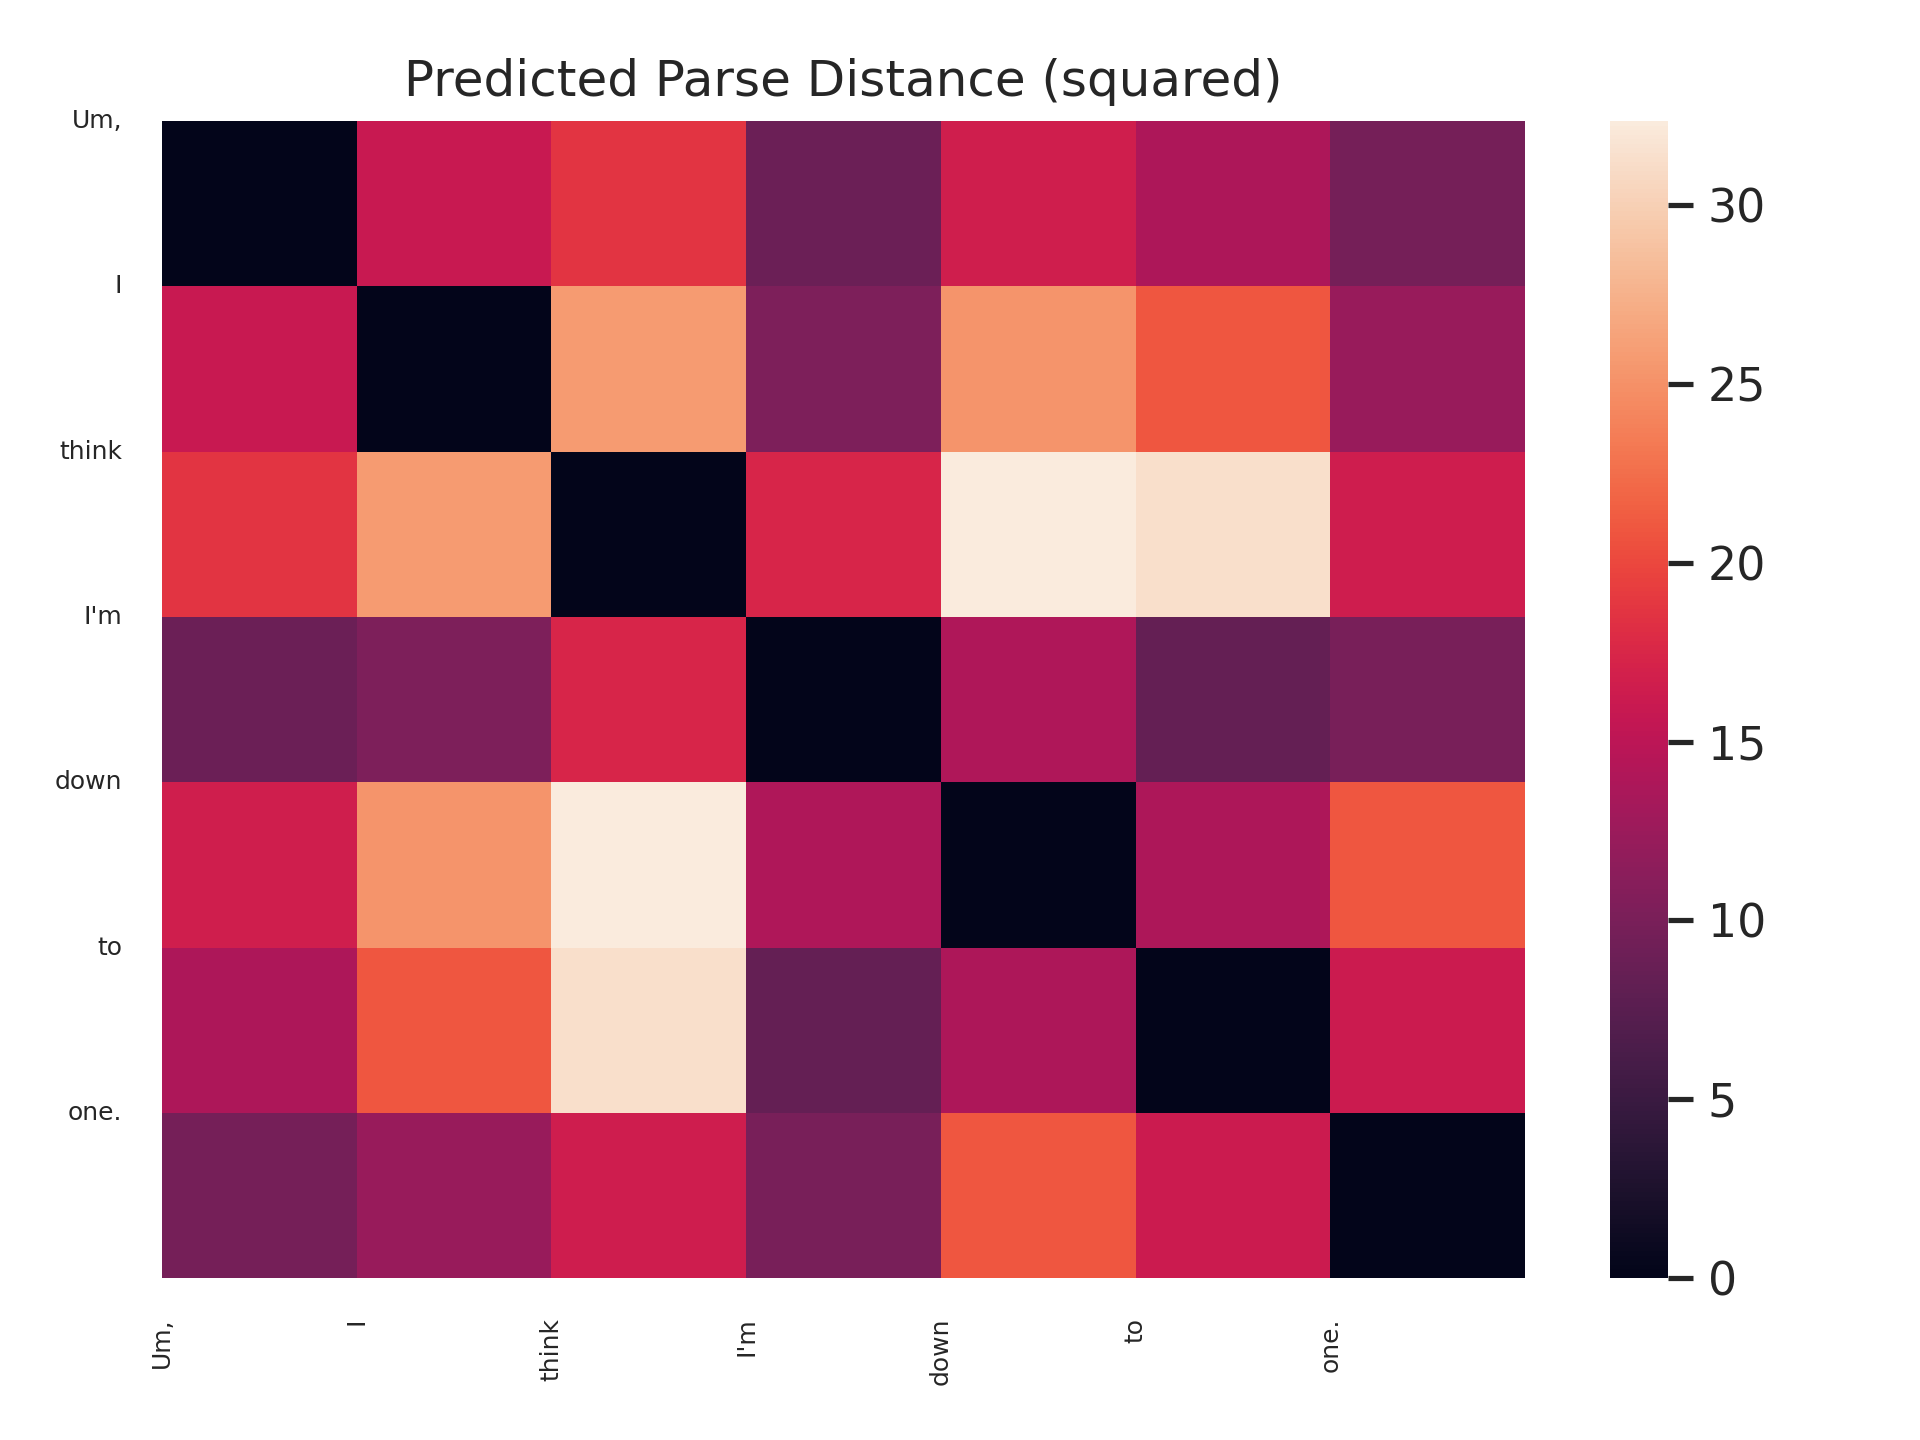 Predicted Parse Distance (squared)
Um,
I
think
I'm
down
to
one.
30
25
20
15
10
5
0
Um,
I
think
I'm
down
to
one.